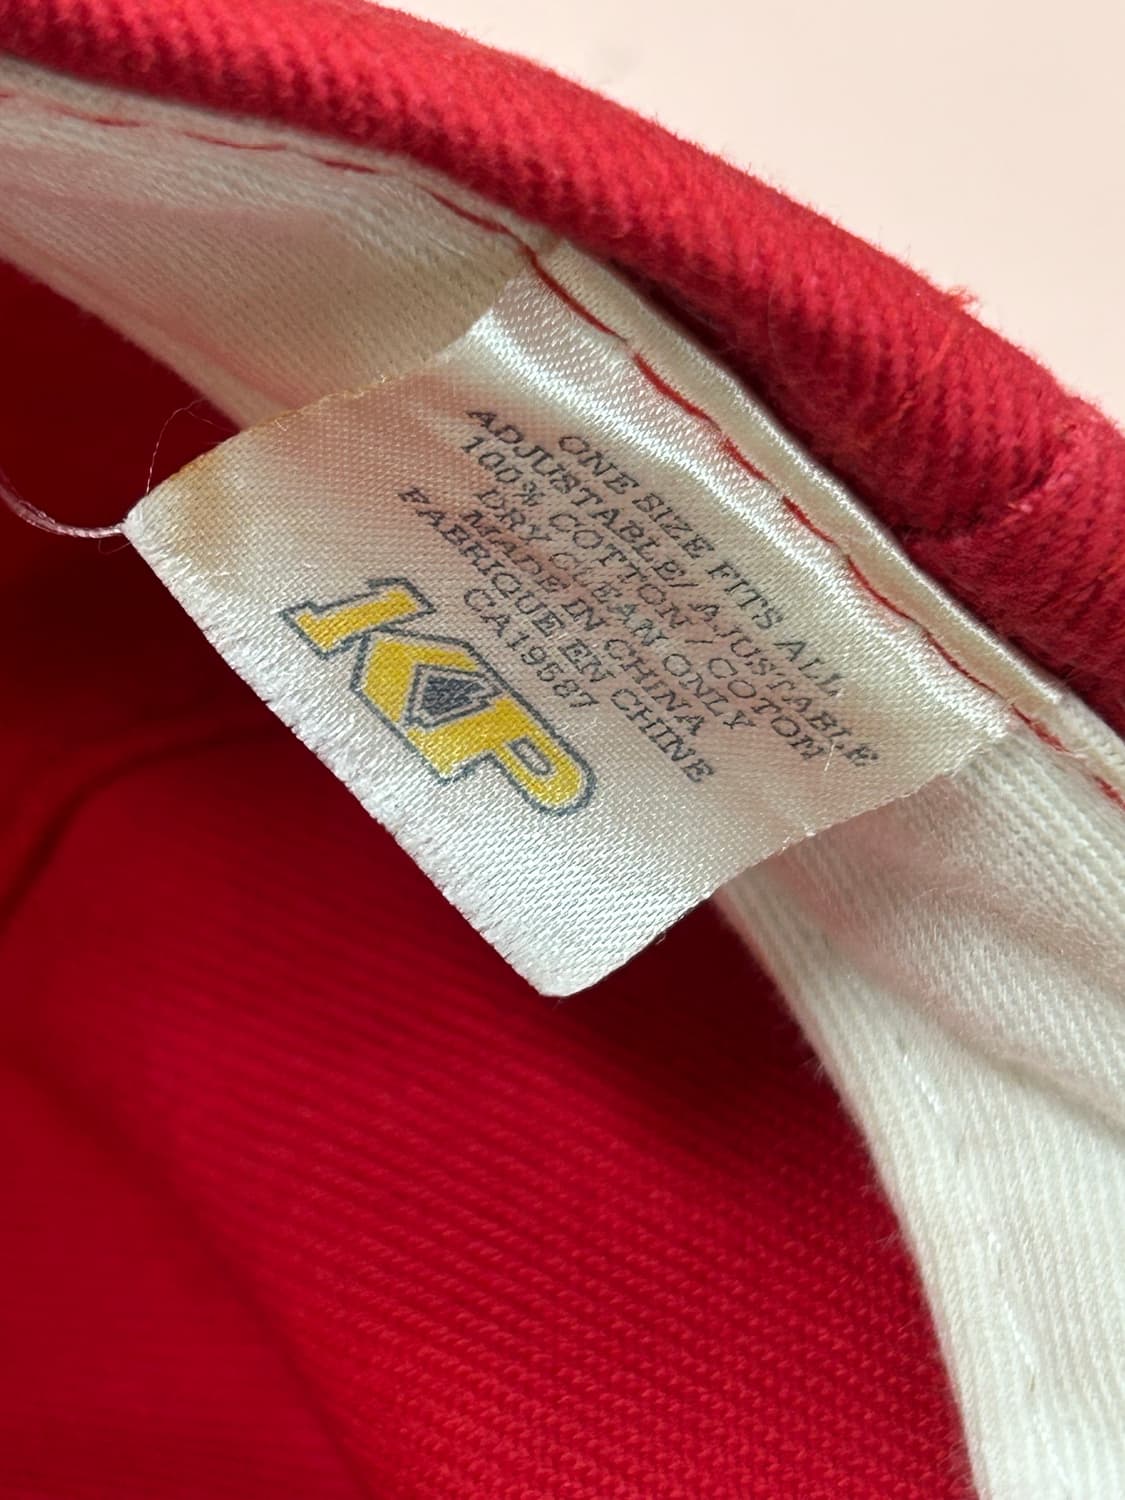 ONE SIZE FITS ALL
ADJUSTABLE/AJUSTABLE
100% COTTON/COTOM
DRY CLEAN ONLY
MADE IN CHINA
FABRIQUE EN CHINE
CA19587
KP